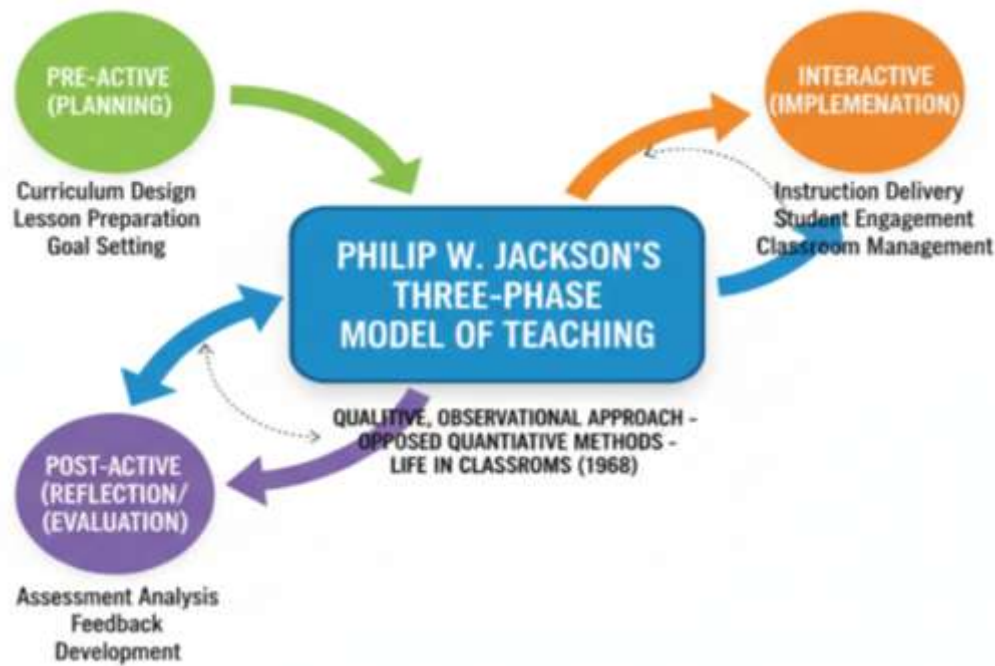 PRE-ACTIVE
(PLANNING)
Curriculum Design
Lesson Preparation
Goal Setting
INTERACTIVE
(IMPLEMENATION)
Instruction Delivery
Student Engagement
Classroom Management
PHILIP W. JACKSON'S
THREE-PHASE
MODEL OF TEACHING
QUALITIVE, OBSERVATIONAL APPROACH -
OPPOSED QUANTIATIVE METHODS -
LIFE IN CLASSROMS (1968)
POST-ACTIVE
(REFLECTION/
(EVALUATION)
Assessment Analysis
Feedback
Development